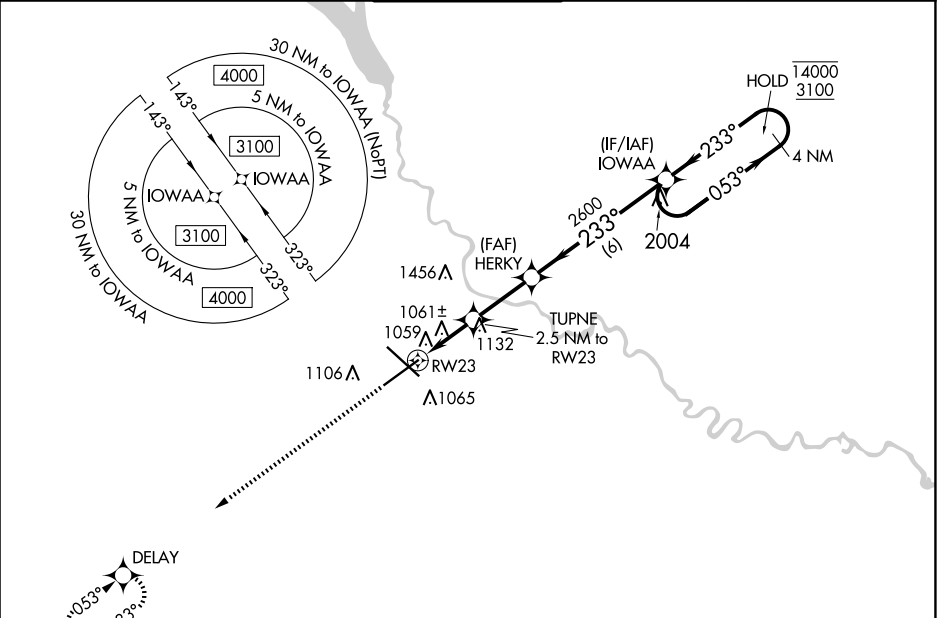 30 NM to IOWAA (NoPT)
4000
5 NM to IOWAA
3100
143°
IOWAA
323°
143°
IOWAA
5 NM to IOWAA
3100
323°
30 NM to IOWAA
4000
HOLD 14000
3100
233°
4 NM
(IF/IAF)
IOWAA
053°
2004
2600
233°
(6)
(FAF)
HERKY
1456
1061±
1059
TUPNE
2.5 NM to
RW23
1132
RW23
1106
1065
DELAY
053°